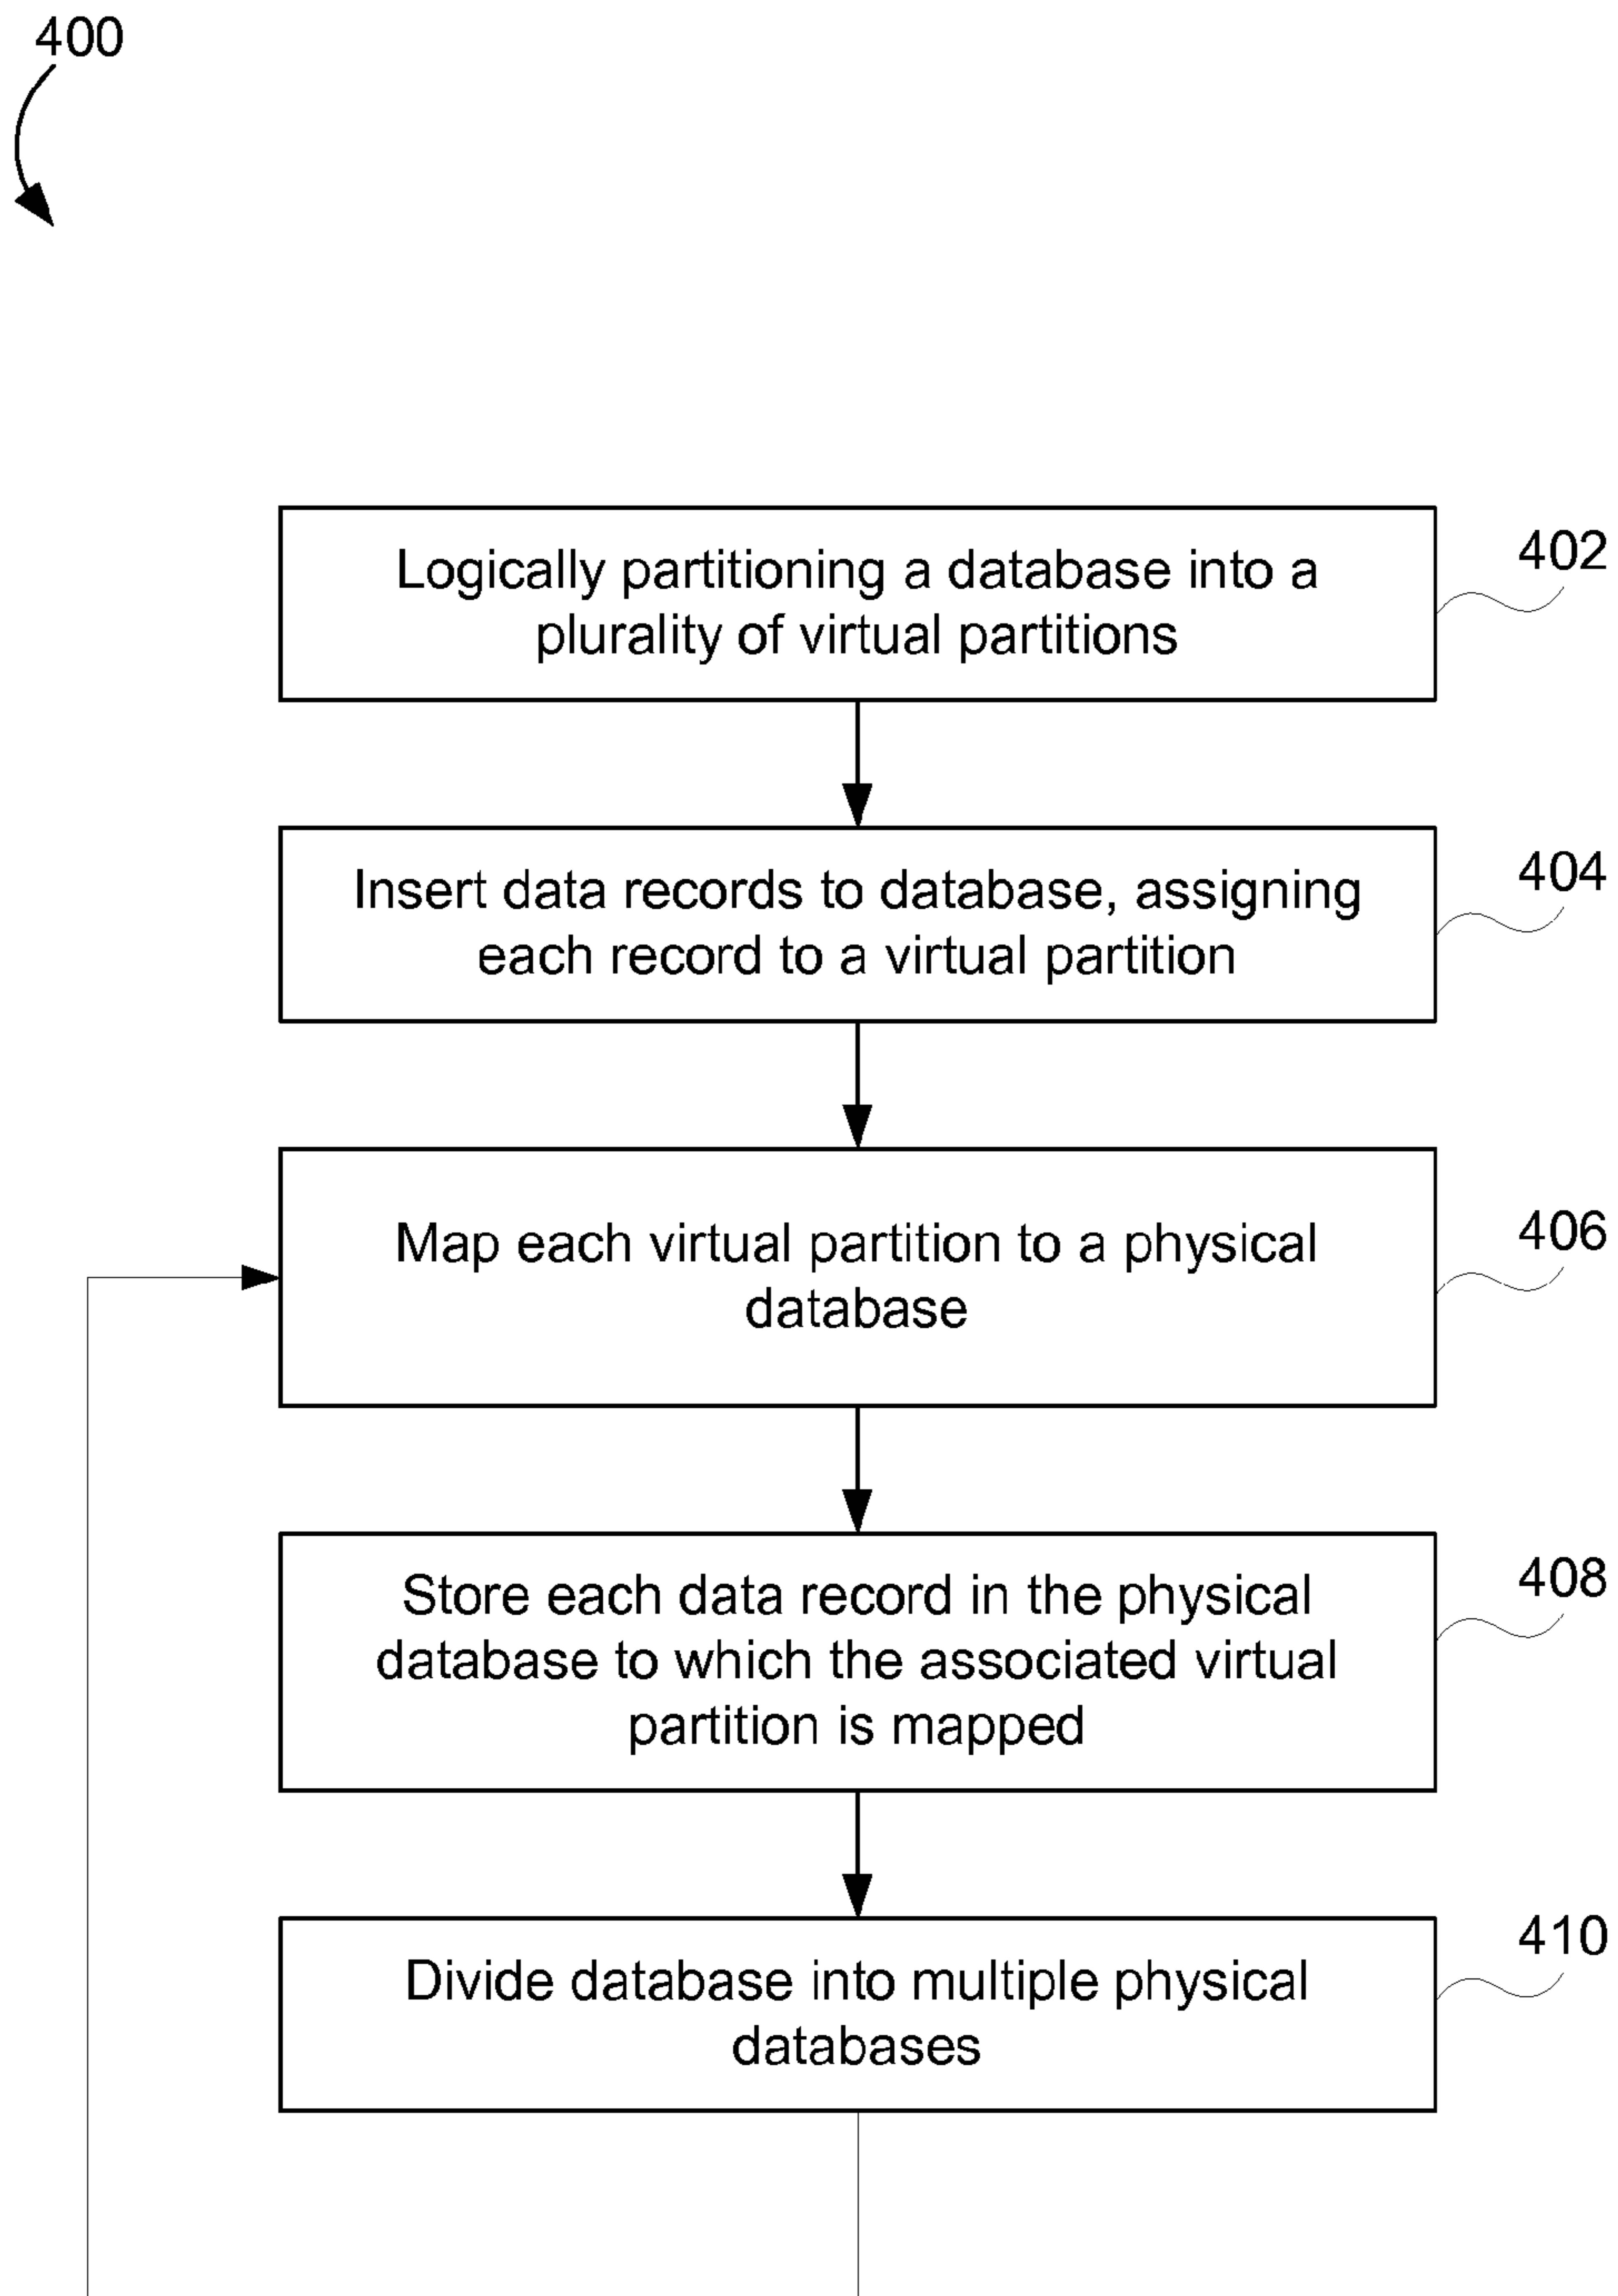 400
Logically partitioning a database into a
plurality of virtual partitions
402
Insert data records to database, assigning
each record to a virtual partition
404
Map each virtual partition to a physical
database
406
Store each data record in the physical
database to which the associated virtual
partition is mapped
408
Divide database into multiple physical
databases
410